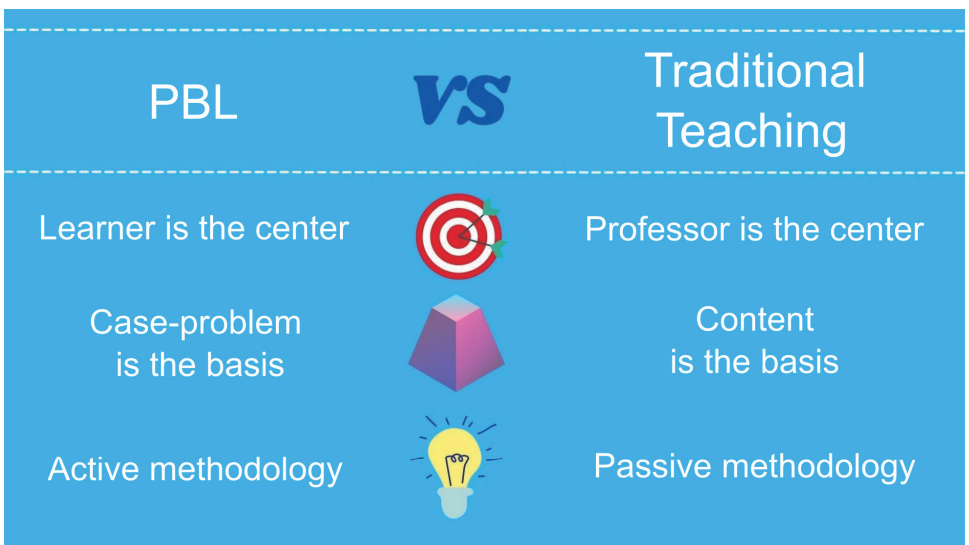 PBL
VS
Traditional
Teaching
Learner is the center
Professor is the center
Case-problem
is the basis
Content
is the basis
Active methodology
Passive methodology